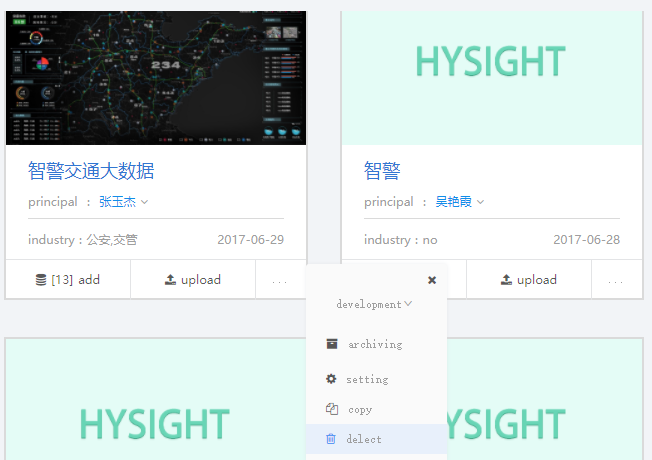 234
HYSIGHT
智警交通大数据
智警
principal : 张玉杰
principal : 吴艳霞
industry : 公安,交管 2017-06-29
industry : no 2017-06-28
[13] add upload ...
upload ...
development
archiving
setting
copy
delect
HYSIGHT
YSIGHT